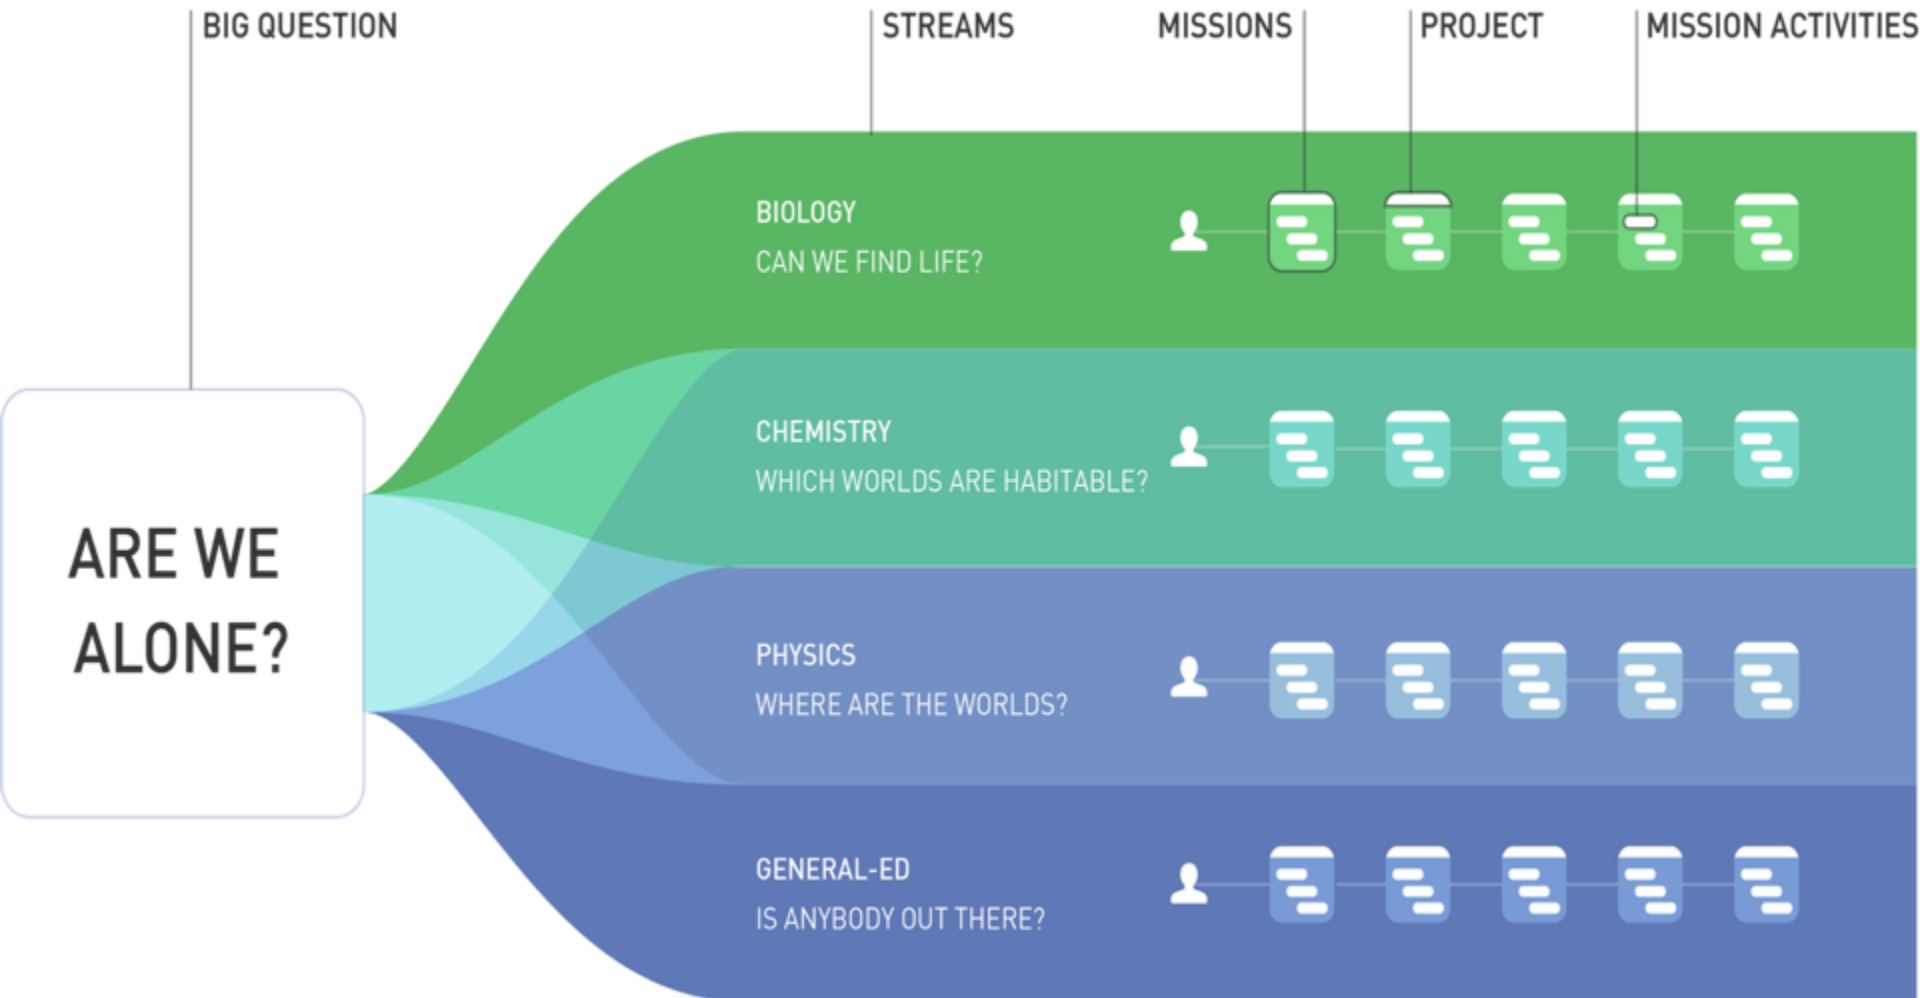 BIG QUESTION
STREAMS
MISSIONS
PROJECT
MISSION ACTIVITIES
ARE WE
ALONE?
BIOLOGY
CAN WE FIND LIFE?
CHEMISTRY
WHICH WORLDS ARE HABITABLE?
PHYSICS
WHERE ARE THE WORLDS?
GENERAL-ED
IS ANYBODY OUT THERE?